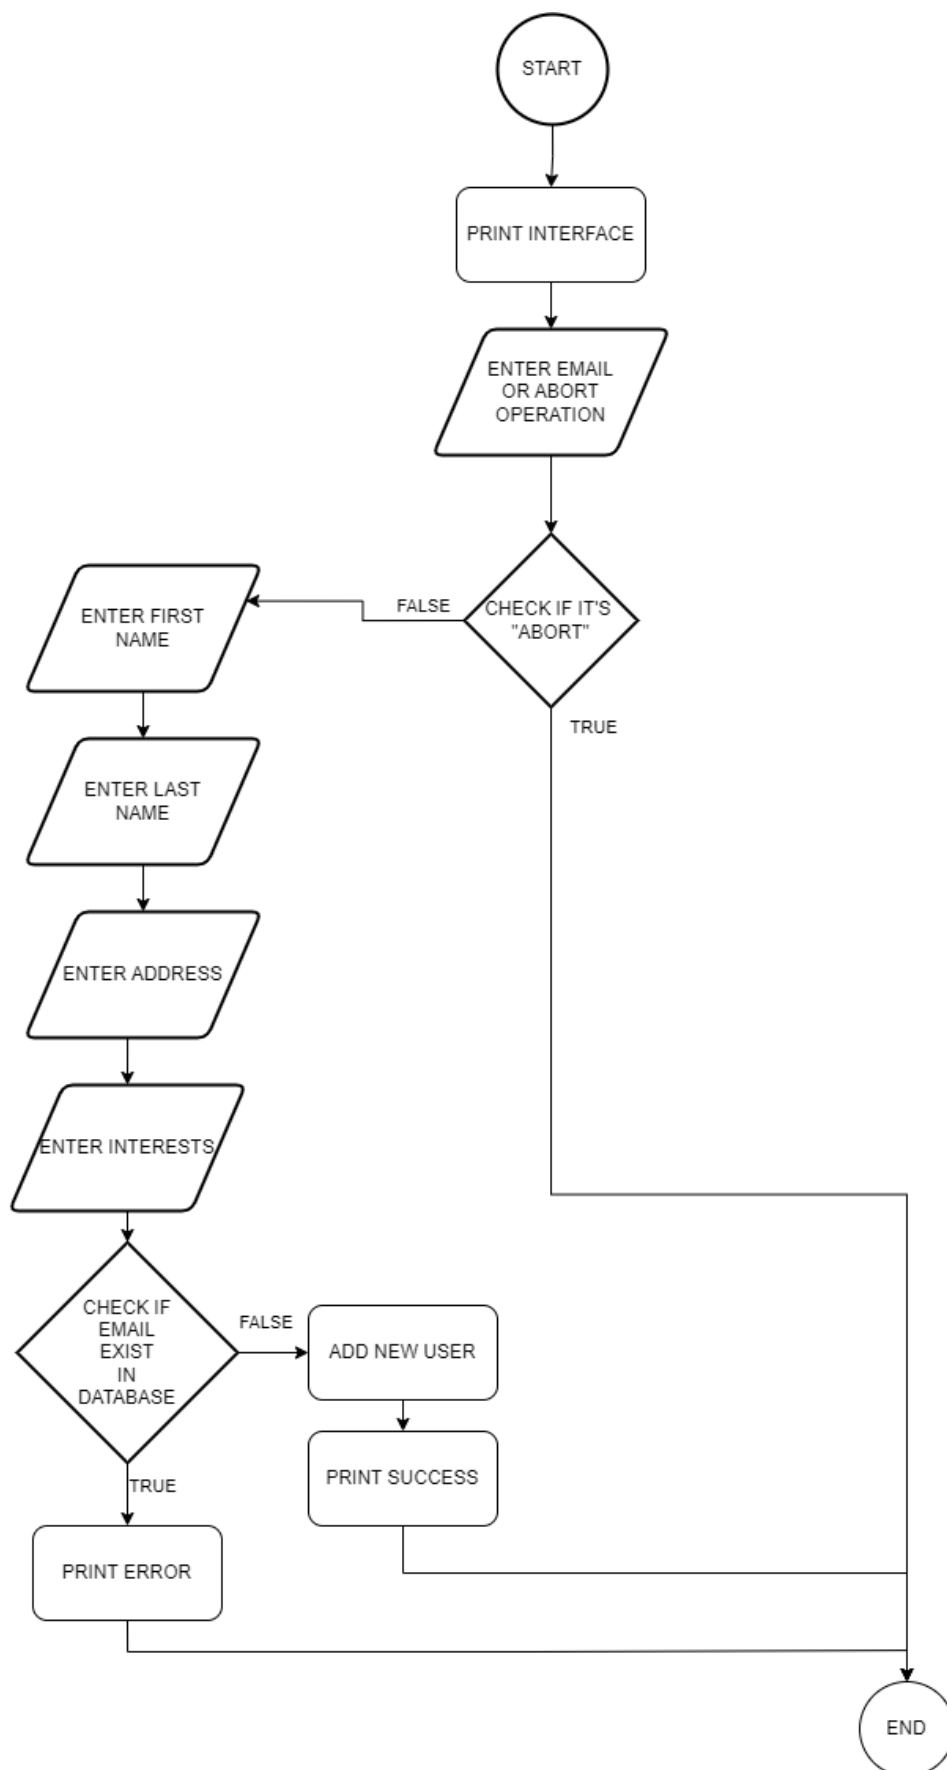 START
PRINT INTERFACE
ENTER EMAIL
OR ABORT
OPERATION
CHECK IF IT'S
"ABORT"
FALSE
TRUE
ENTER FIRST
NAME
ENTER LAST
NAME
ENTER ADDRESS
ENTER INTERESTS
CHECK IF
EMAIL
EXIST
IN
DATABASE
FALSE
ADD NEW USER
PRINT SUCCESS
TRUE
PRINT ERROR
END